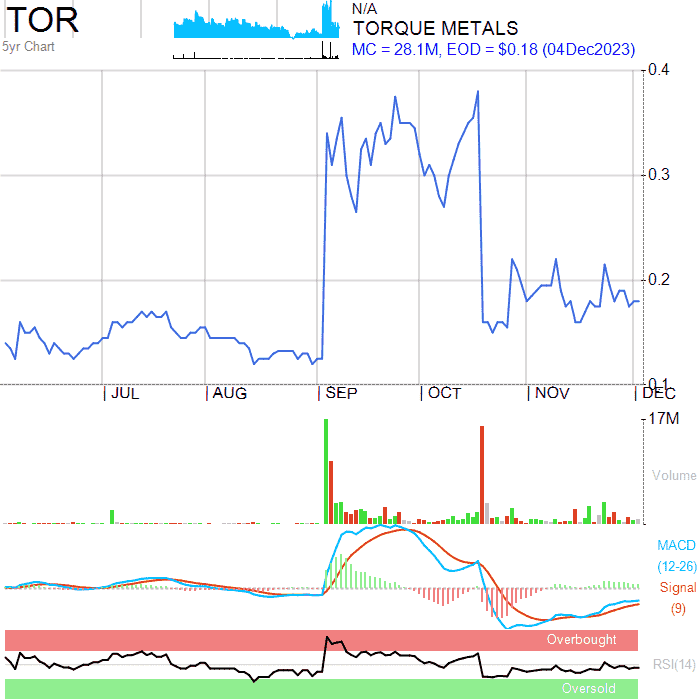 TOR
5yr Chart
N/A
TORQUE METALS
MC = 28.1M, EOD = $0.18 (04Dec2023)
0.4
0.3
0.2
0.1
JUL AUG SEP OCT NOV DEC
17M
Volume
MACD
(12-26)
Signal
(9)
Overbought
RSI(14)
Oversold